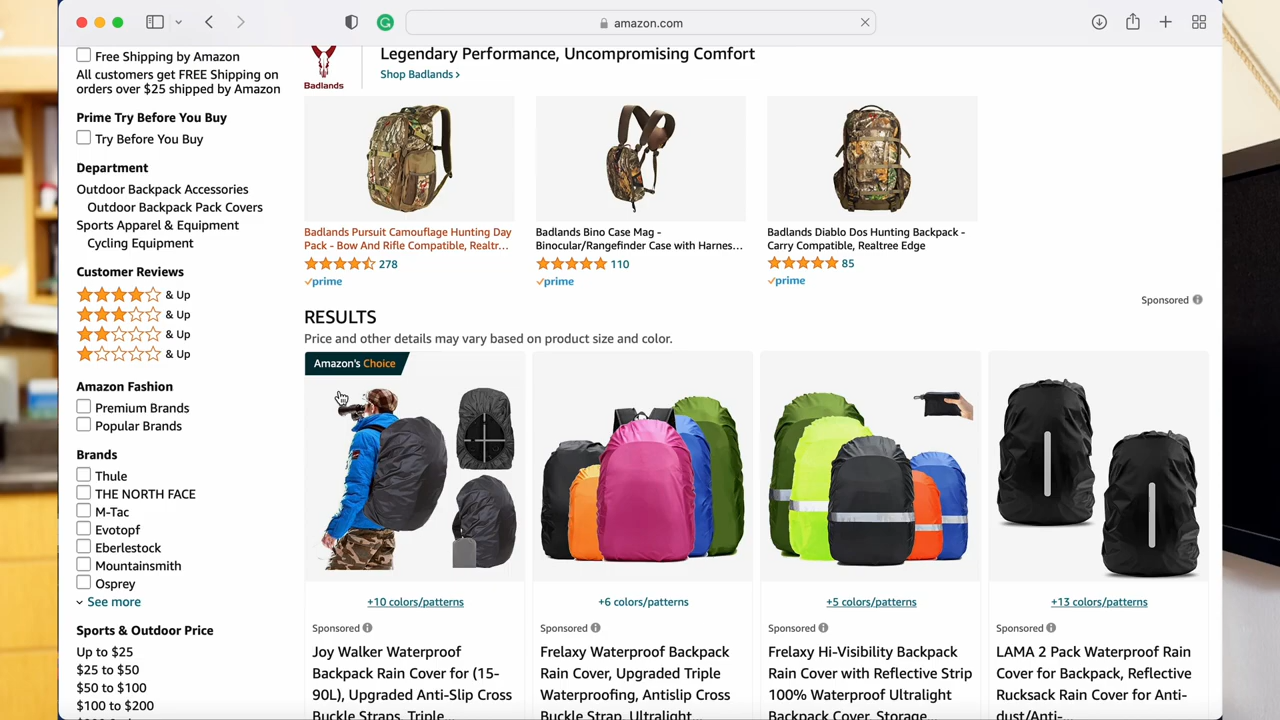 amazon.com
Free Shipping by Amazon
All customers get FREE Shipping on
orders over $25 shipped by Amazon
Prime Try Before You Buy
Try Before You Buy
Department
Outdoor Backpack Accessories
Outdoor Backpack Pack Covers
Sports Apparel & Equipment
Cycling Equipment
Customer Reviews
& Up
& Up
& Up
& Up
Amazon Fashion
Premium Brands
Popular Brands
Brands
Thule
THE NORTH FACE
M-Tac
Evotopf
Eberlestock
Mountainsmith
Osprey
See more
Sports & Outdoor Price
Up to $25
$25 to $50
$50 to $100
$100 to $200
Badlands
Legendary Performance, Uncompromising Comfort
Shop Badlands ›
Badlands Pursuit Camouflage Hunting Day
Pack - Bow And Rifle Compatible, Realtr...
278
prime
Badlands Bino Case Mag -
Binocular/Rangefinder Case with Harnes...
110
prime
Badlands Diablo Dos Hunting Backpack -
Carry Compatible, Realtree Edge
85
prime
Sponsored
RESULTS
Price and other details may vary based on product size and color.
Amazon's Choice
+10 colors/patterns
Sponsored
Joy Walker Waterproof
Backpack Rain Cover for (15-
90L), Upgraded Anti-Slip Cross
Buckle Straps, Triple
+6 colors/patterns
Sponsored
Frelaxy Waterproof Backpack
Rain Cover, Upgraded Triple
Waterproofing, Antislip Cross
Buckle Strap, Ultralight
+5 colors/patterns
Sponsored
Frelaxy Hi-Visibility Backpack
Rain Cover with Reflective Strip
100% Waterproof Ultralight
Backpack Cover, Storage
+13 colors/patterns
Sponsored
LAMA 2 Pack Waterproof Rain
Cover for Backpack, Reflective
Rucksack Rain Cover for Anti-
dust/Anti-